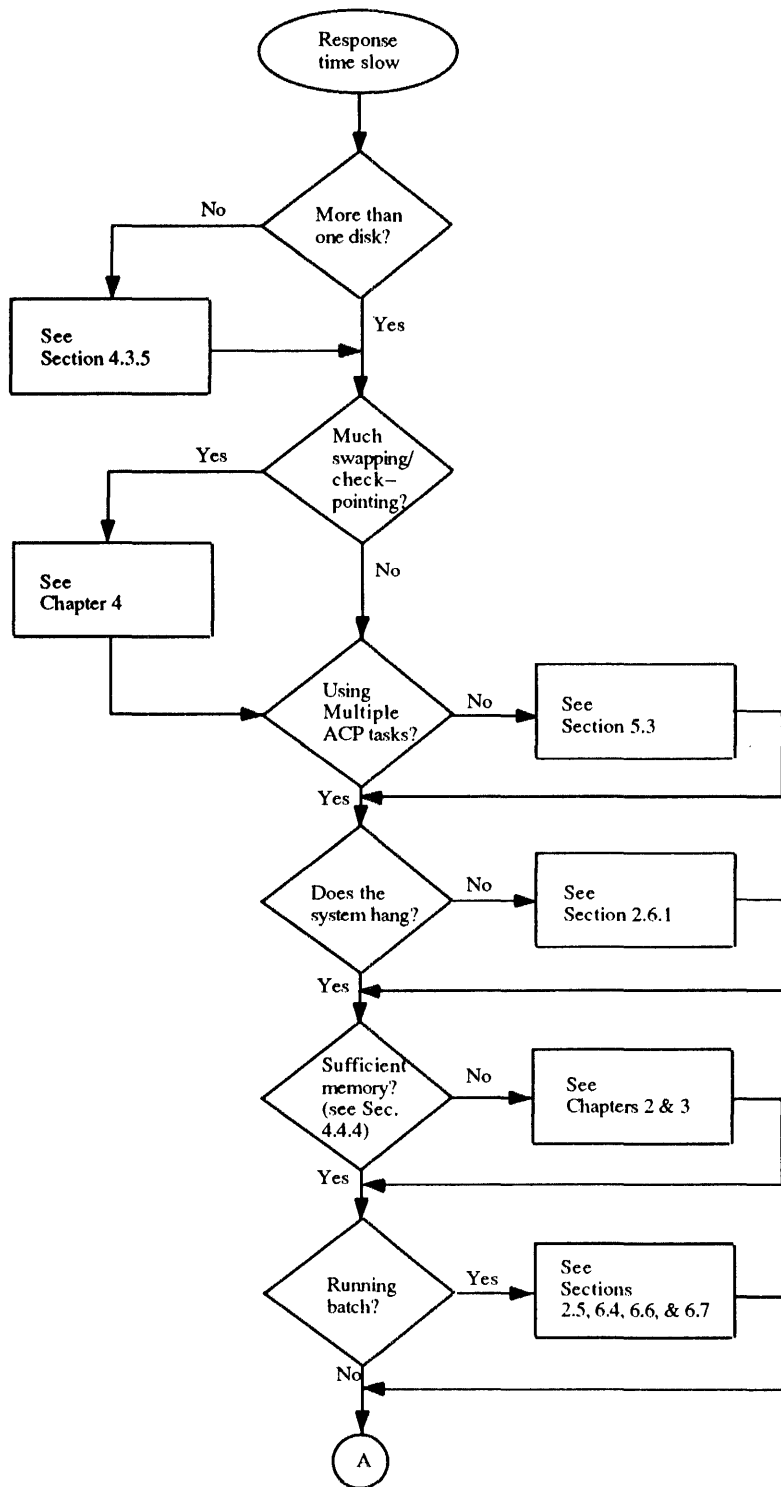 Response
time slow
No
More than
one disk?
Yes
See
Section 4.3.5
Yes
Much
swapping/
check–
pointing?
No
See
Chapter 4
Using
Multiple
ACP tasks?
No
See
Section 5.3
Yes
Does the
system hang?
No
See
Section 2.6.1
Yes
Sufficient
memory?
(see Sec.
4.4.4)
No
See
Chapters 2 & 3
Yes
Running
batch?
Yes
See
Sections
2.5, 6.4, 6.6, & 6.7
No
A